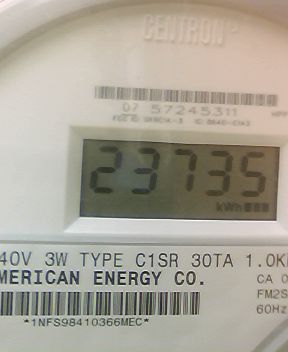 CENTRON
07 57245311
23735
kWh
40V 3W TYPE C1SR 30TA 1.0K
MERICAN ENERGY CO.
CA 0
FM2S
60Hz
*1NFS98410366MEC*